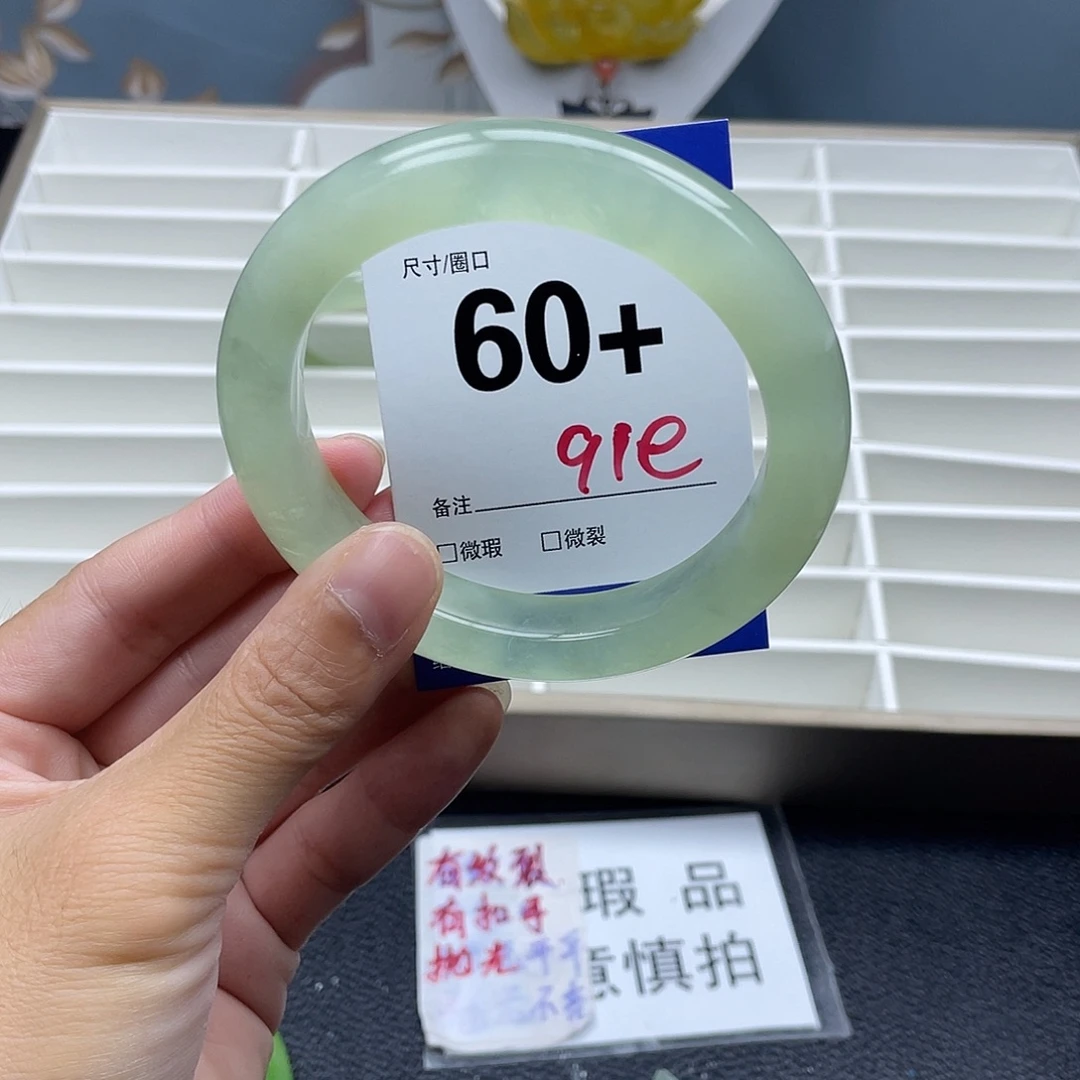 尺寸/圈口
60+
91e
备注
□微瑕 □微裂
有纹裂
有扣手
抛光
瑕 品
意慎拍